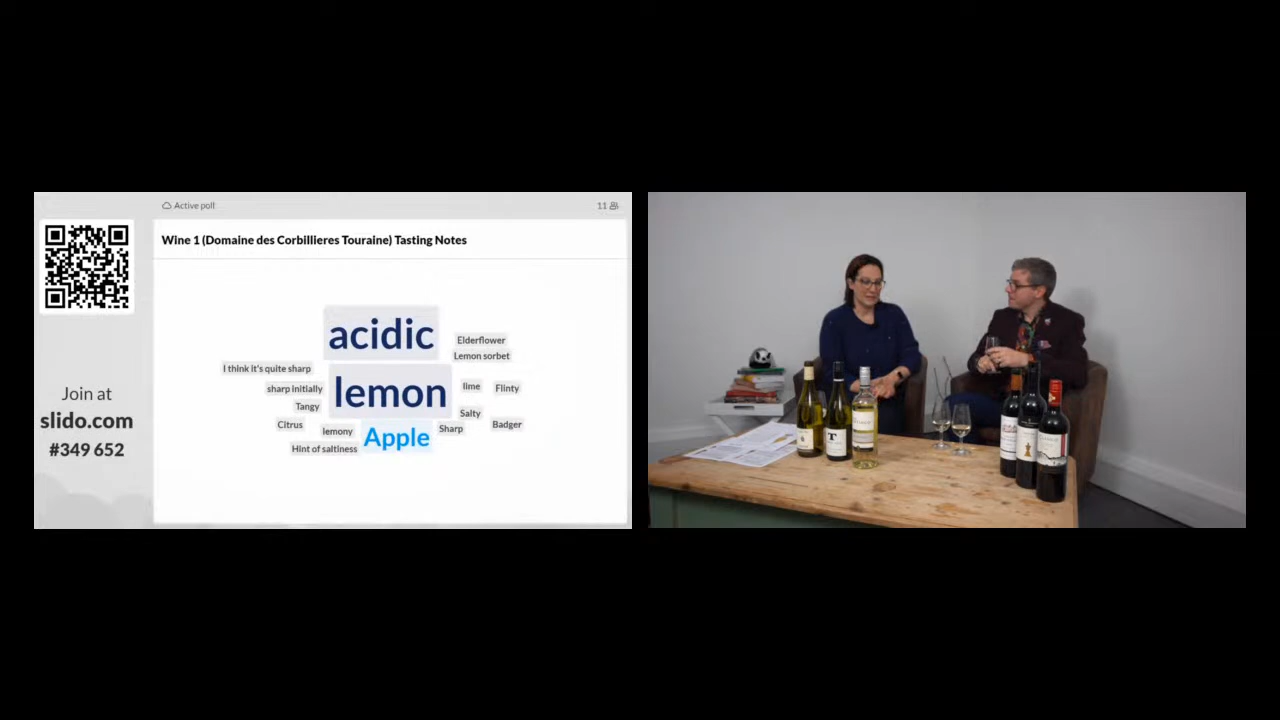 Active poll
11
Wine 1 (Domaine des Corbillieres Touraine) Tasting Notes
acidic
Elderflower
Lemon sorbet
I think it's quite sharp
lemon
sharp initially
lime
Flinty
Tangy
Salty
Citrus
lemony
Apple
Sharp
Badger
Hint of saltiness
Join at
slido.com
#349 652
T